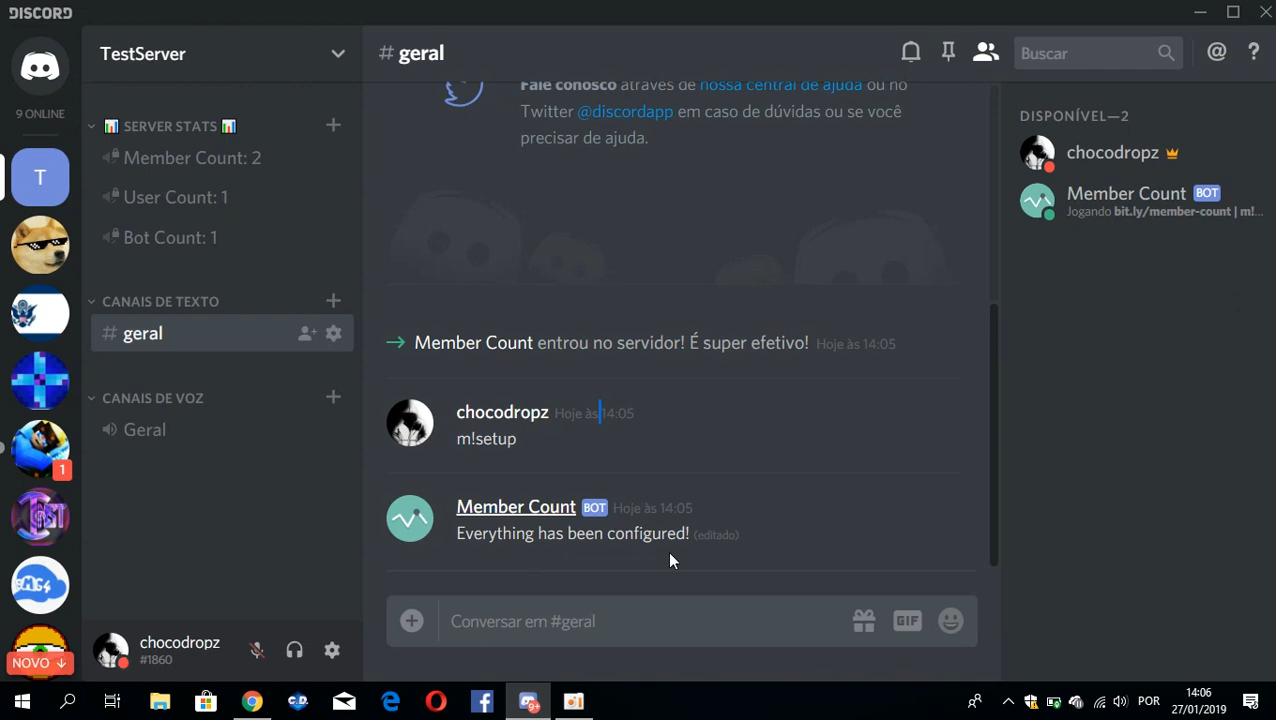 DISCORD
9 ONLINE
T
1
NOVO ↓
TestServer
📊 SERVER STATS 📊
Member Count: 2
User Count: 1
Bot Count: 1
CANAIS DE TEXTO
# geral
CANAIS DE VOZ
Geral
chocodropz
#1860
# geral
Buscar
Fale conosco através de nossa central de ajuda ou no
Twitter @discordapp em caso de dúvidas ou se você
precisar de ajuda.
Member Count entrou no servidor! É super efetivo! Hoje às 14:05
chocodropz Hoje às 14:05
m!setup
Member Count BOT Hoje às 14:05
Everything has been configured! (editado)
Conversar em #geral
GIF
DISPONÍVEL—2
chocodropz
Member Count BOT
Jogando bit.ly/member-count | m!...
9+
POR
14:06
27/01/2019